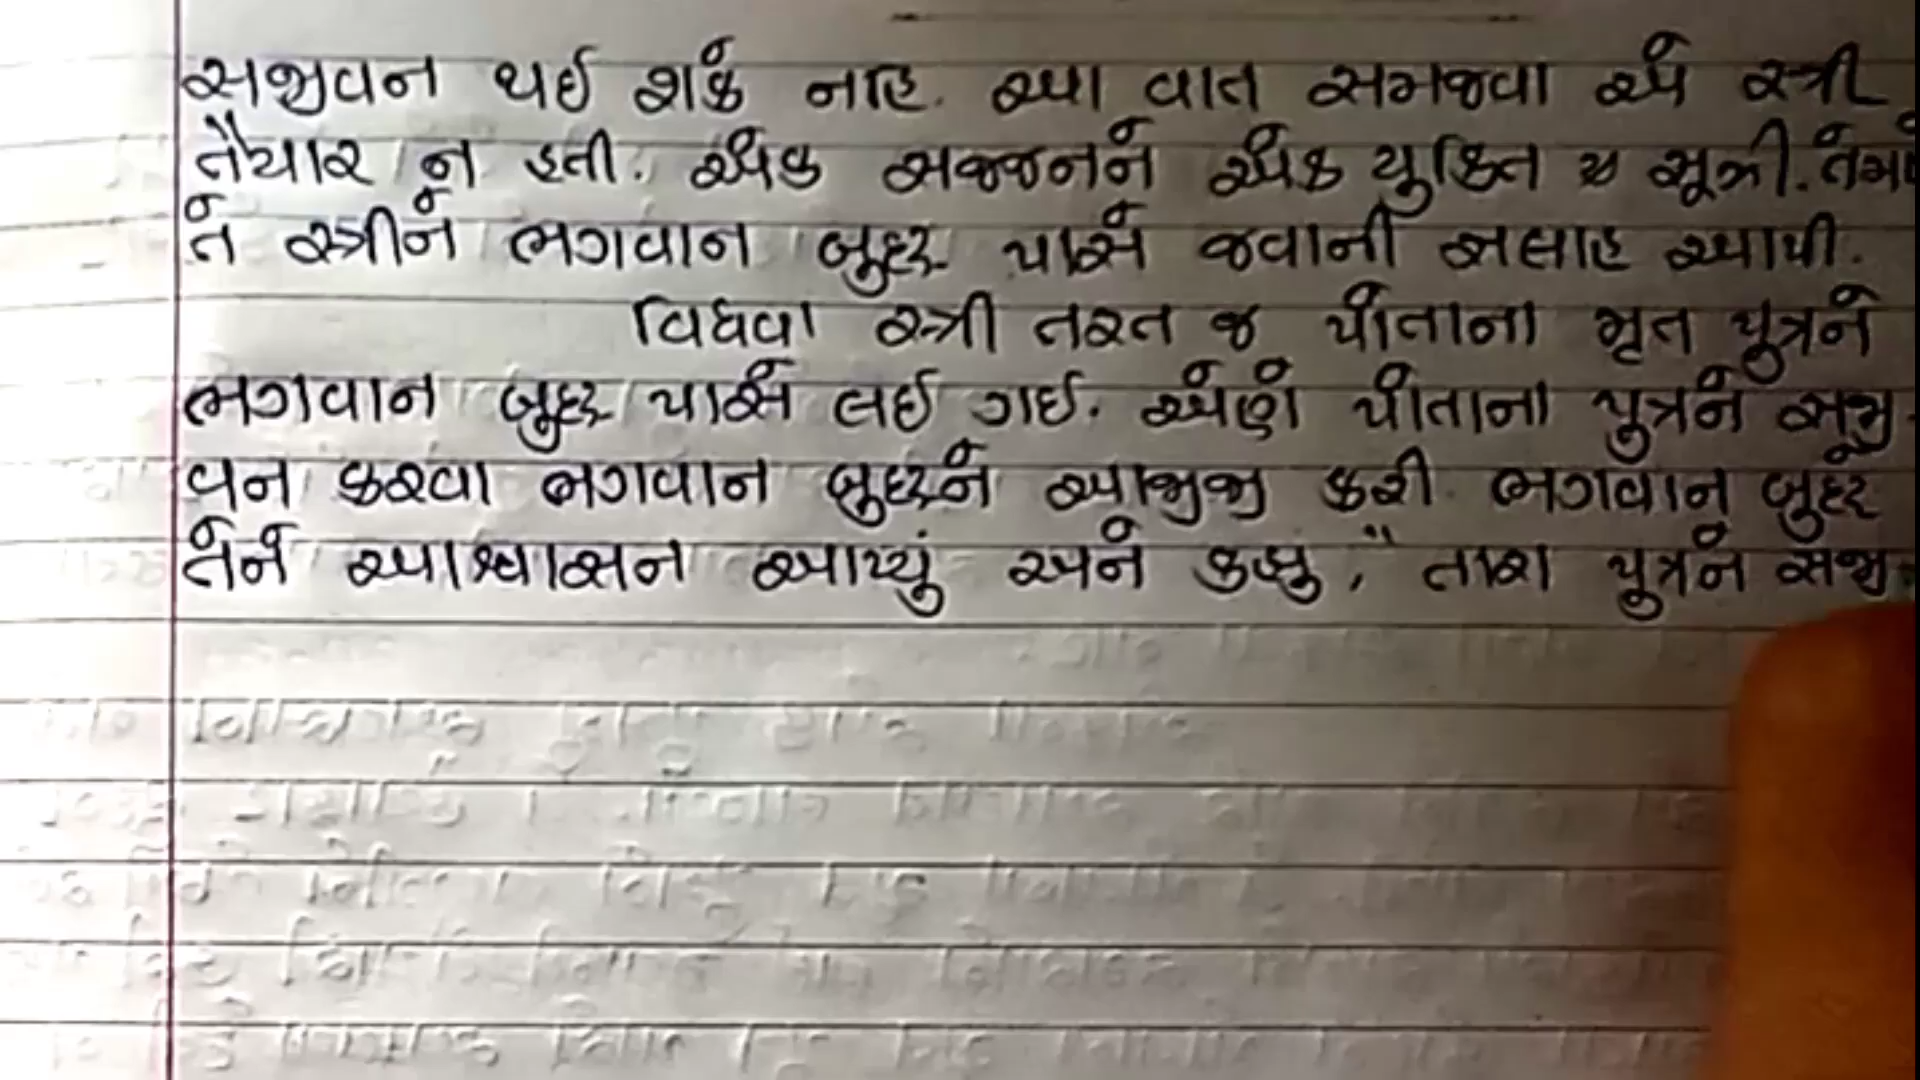 સજીવન થઈ શકે નહિ. આ વાત સમજવા એ સ્ત્રી
તૈયાર ન હતી. એક સજ્જનને એક યુક્તિ સૂઝી. તેમણે
તે સ્ત્રીને ભગવાન બુદ્ધ પાસે જવાની સલાહ આપી.
વિધવા સ્ત્રી તરત જ પોતાના મૃત પુત્રને
ભગવાન બુદ્ધ પાસે લઈ ગઈ. એણે પોતાના પુત્રને સજી-
વન કરવા ભગવાન બુદ્ધને આજીજી કરી. ભગવાન બુદ્ધે
તેને આશ્વાસન આપ્યું અને કહ્યુ, "તારા પુત્રને સજી-